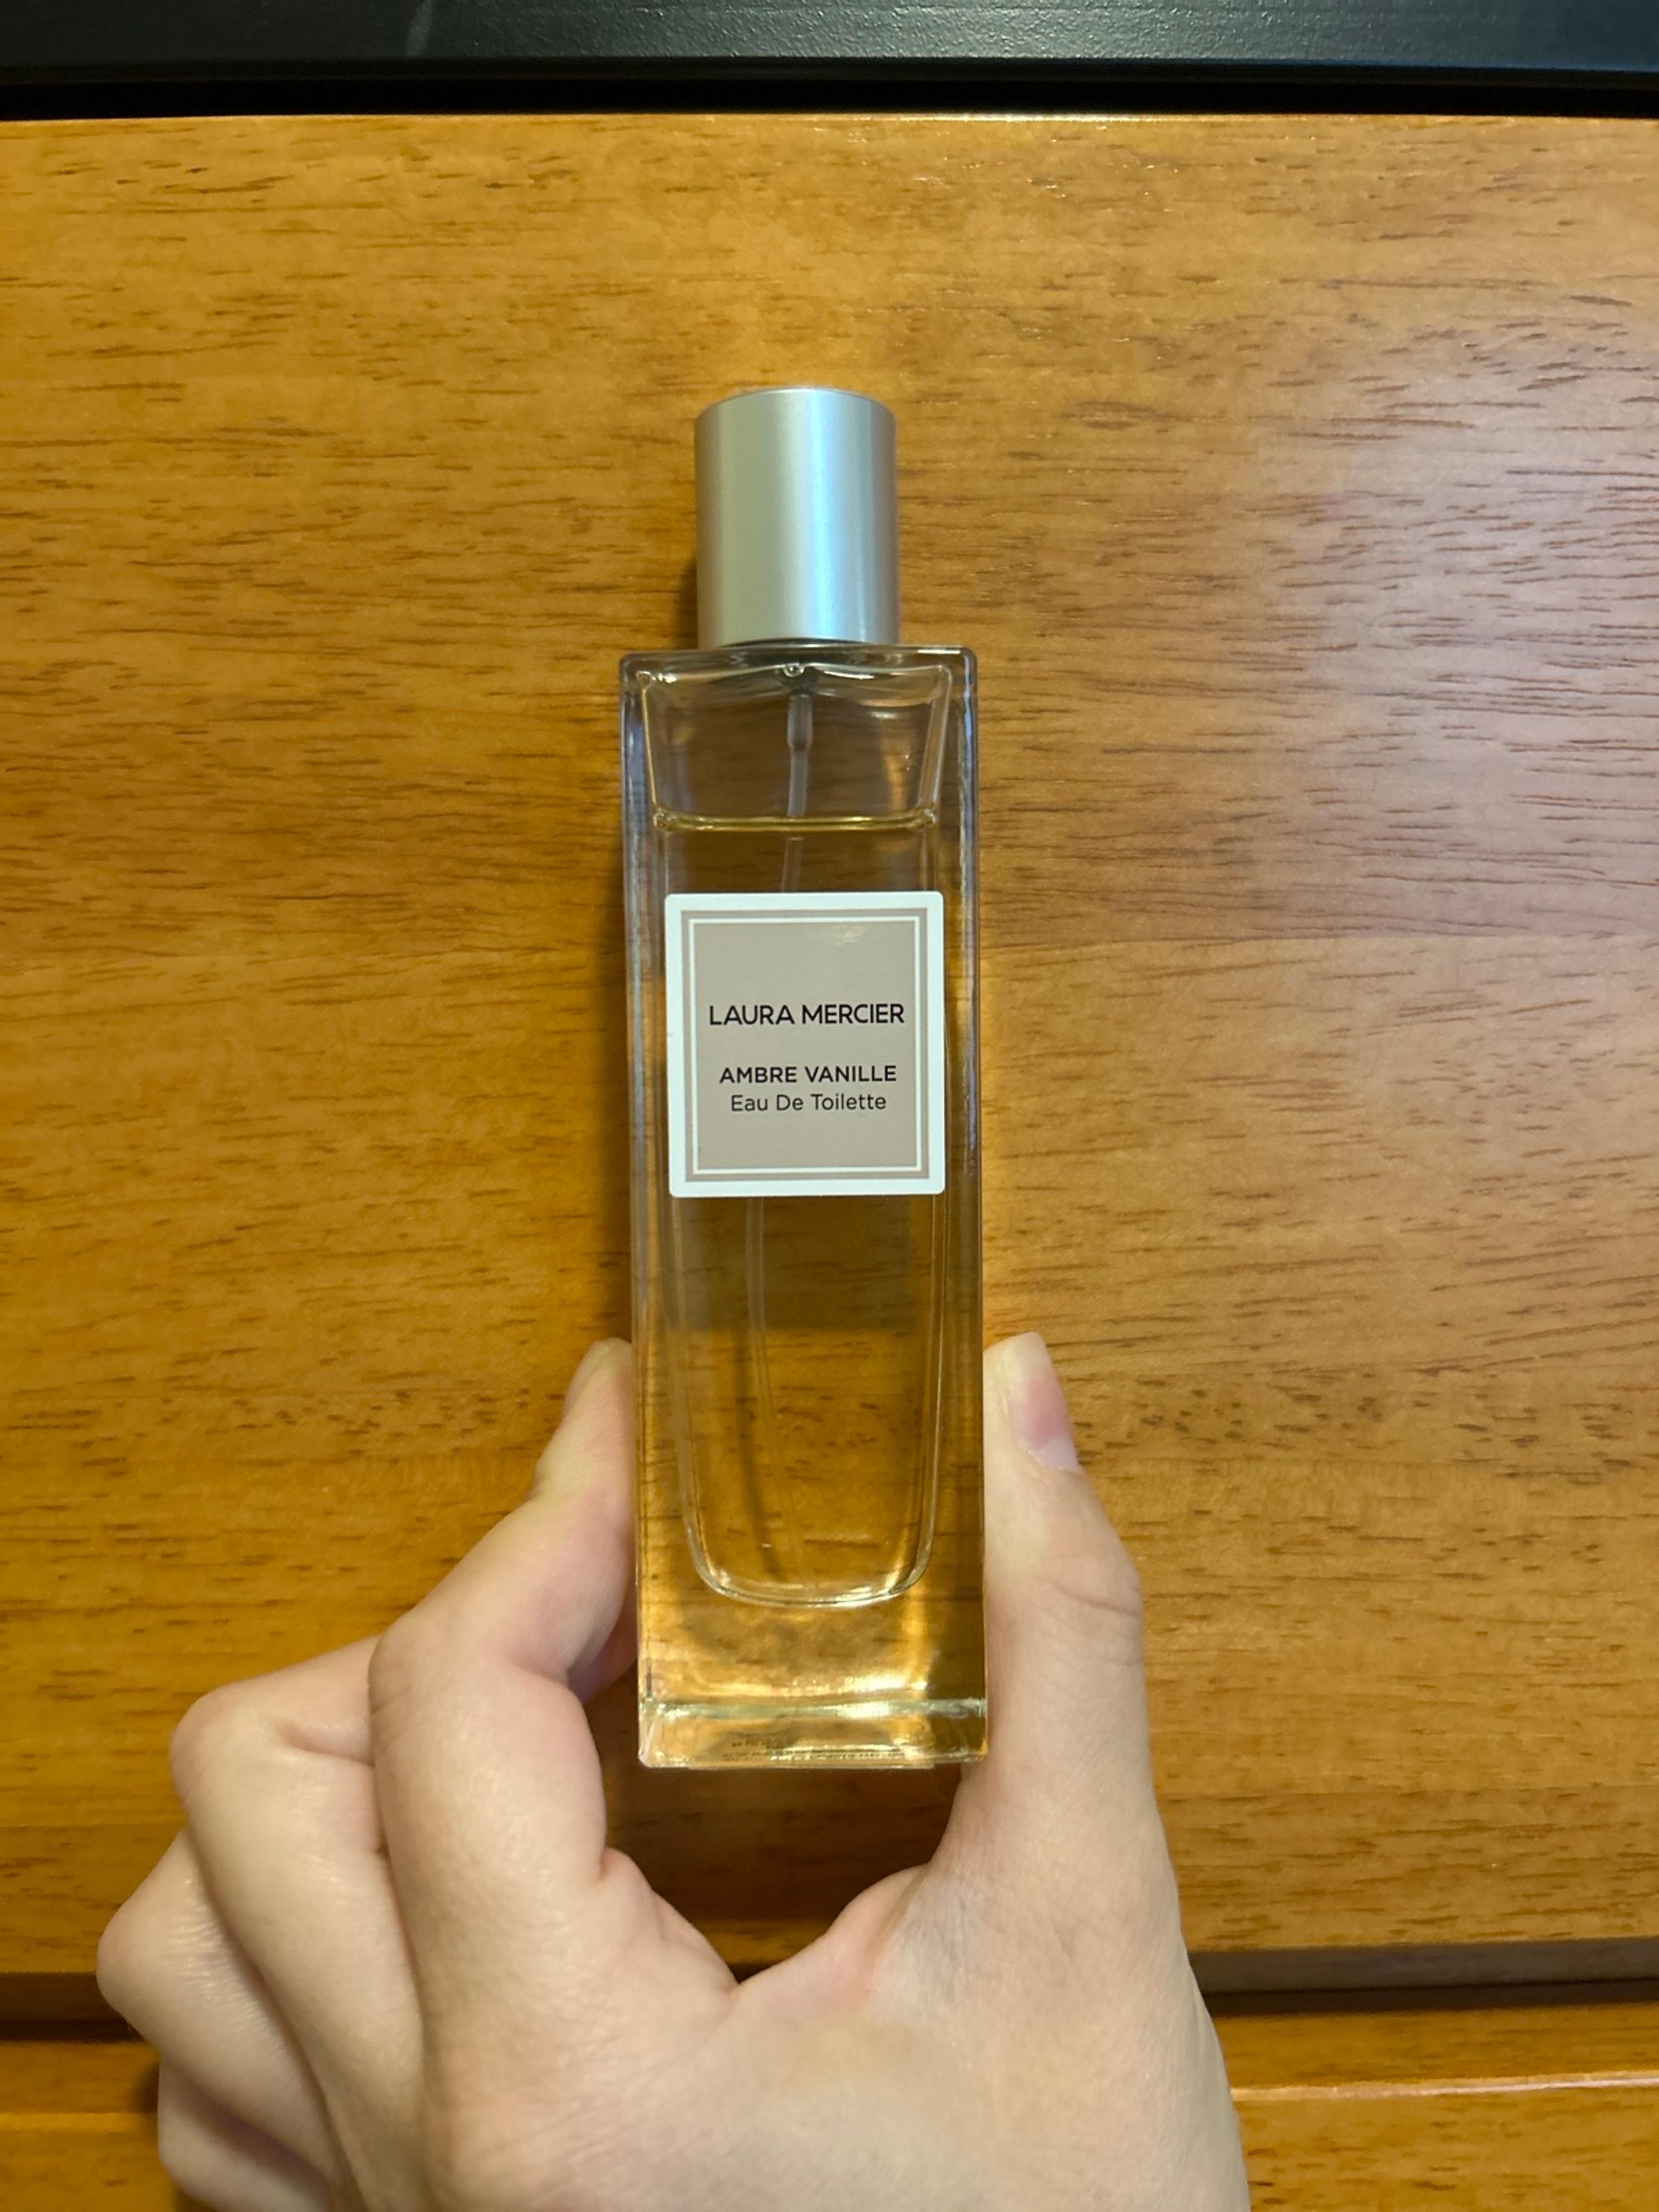 LAURA MERCIER
AMBRE VANILLE
Eau De Toilette